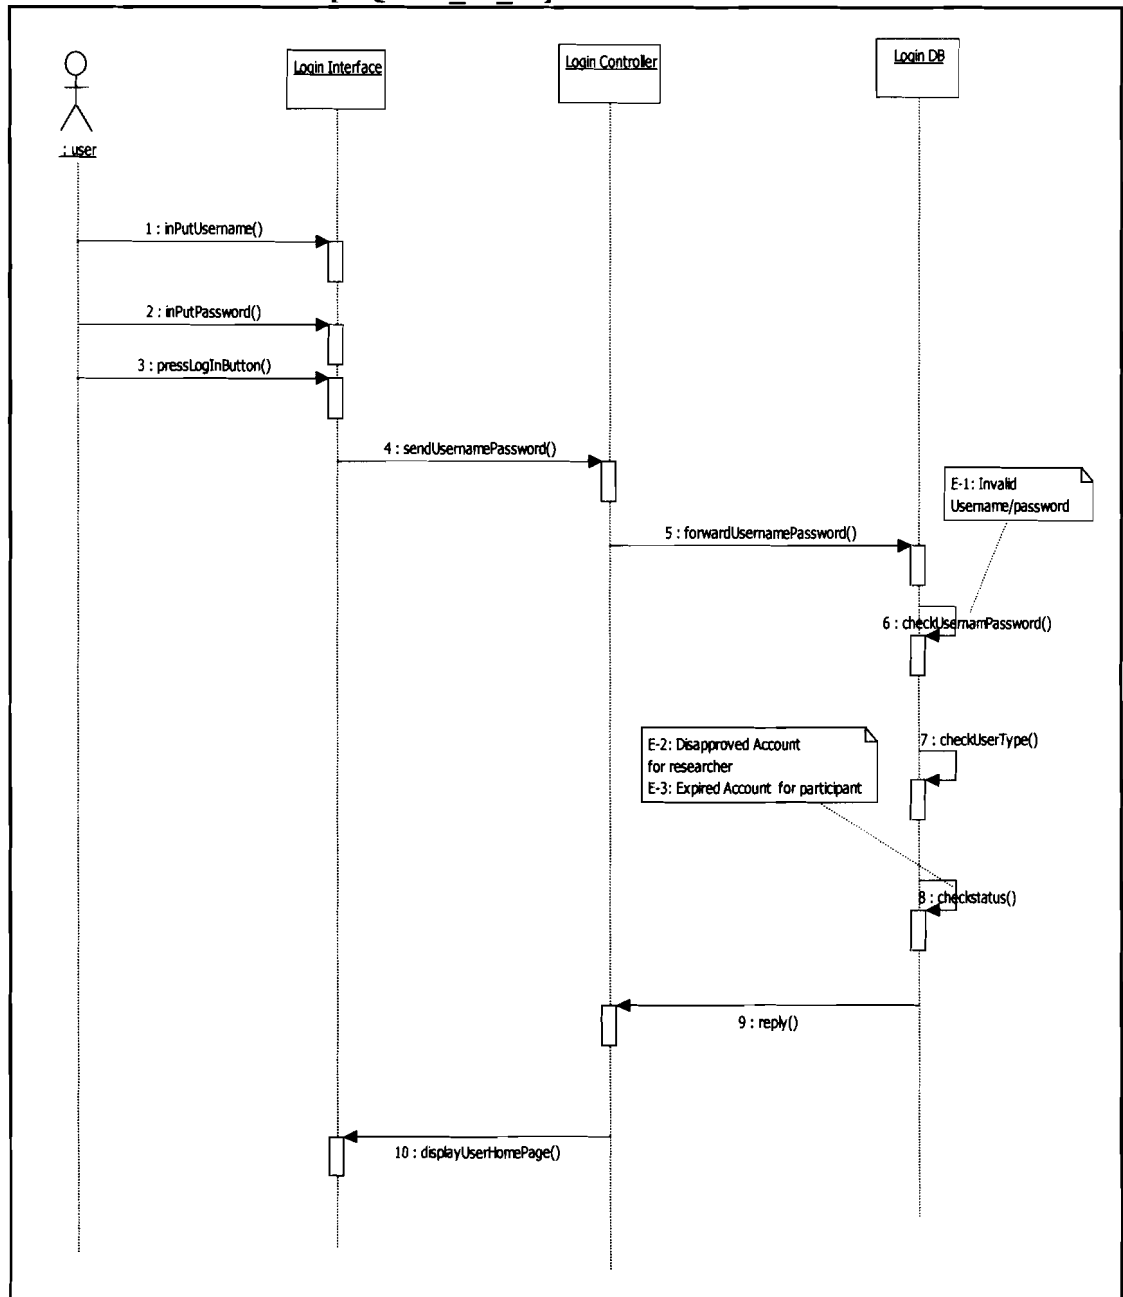 Login Interface
Login Controller
Login DB
: user
1 : inPutUsername()
2 : inPutPassword()
3 : pressLogInButton()
4 : sendUsernamePassword()
E-1: Invalid
Username/password
5 : forwardUsernamePassword()
6 : checkUsernamPassword()
E-2: Disapproved Account
for researcher
E-3: Expired Account for participant
7 : checkUserType()
8 : checkstatus()
9 : reply()
10 : displayUserHomePage()